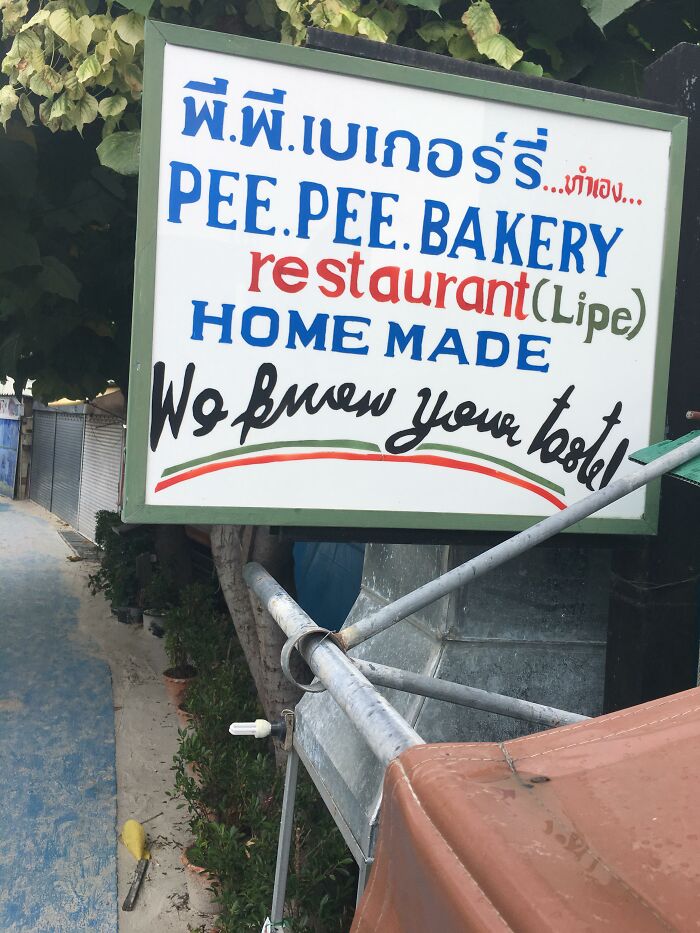 พี.พี.เบเกอร์รี่...ทำเอง...
PEE.PEE.BAKERY
restaurant (Lipe)
HOME MADE
We know your taste!